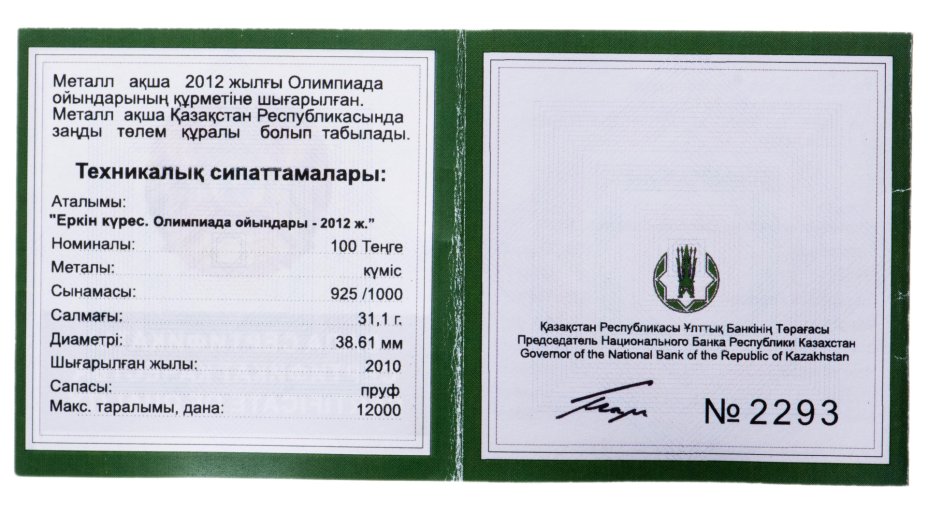 Металл ақша 2012 жылғы Олимпиада
ойындарының құрметіне шығарылған.
Металл ақша Қазақстан Республикасында
заңды төлем құралы болып табылады.
Техникалық сипаттамалары:
Аталымы:
"Еркін күрес. Олимпиада ойындары - 2012 ж.”
Номиналы: 100 Теңге
Металы: күміс
Сынамасы: 925 /1000
Салмағы: 31,1 г.
Диаметрі: 38.61 мм
Шығарылған жылы: 2010
Сапасы: пруф
Макс. таралымы, дана: 12000
Қазақстан Республикасы Ұлттық Банкінің Төрағасы
Председатель Национального Банка Республики Казахстан
Governor of the National Bank of the Republic of Kazakhstan
№ 2293